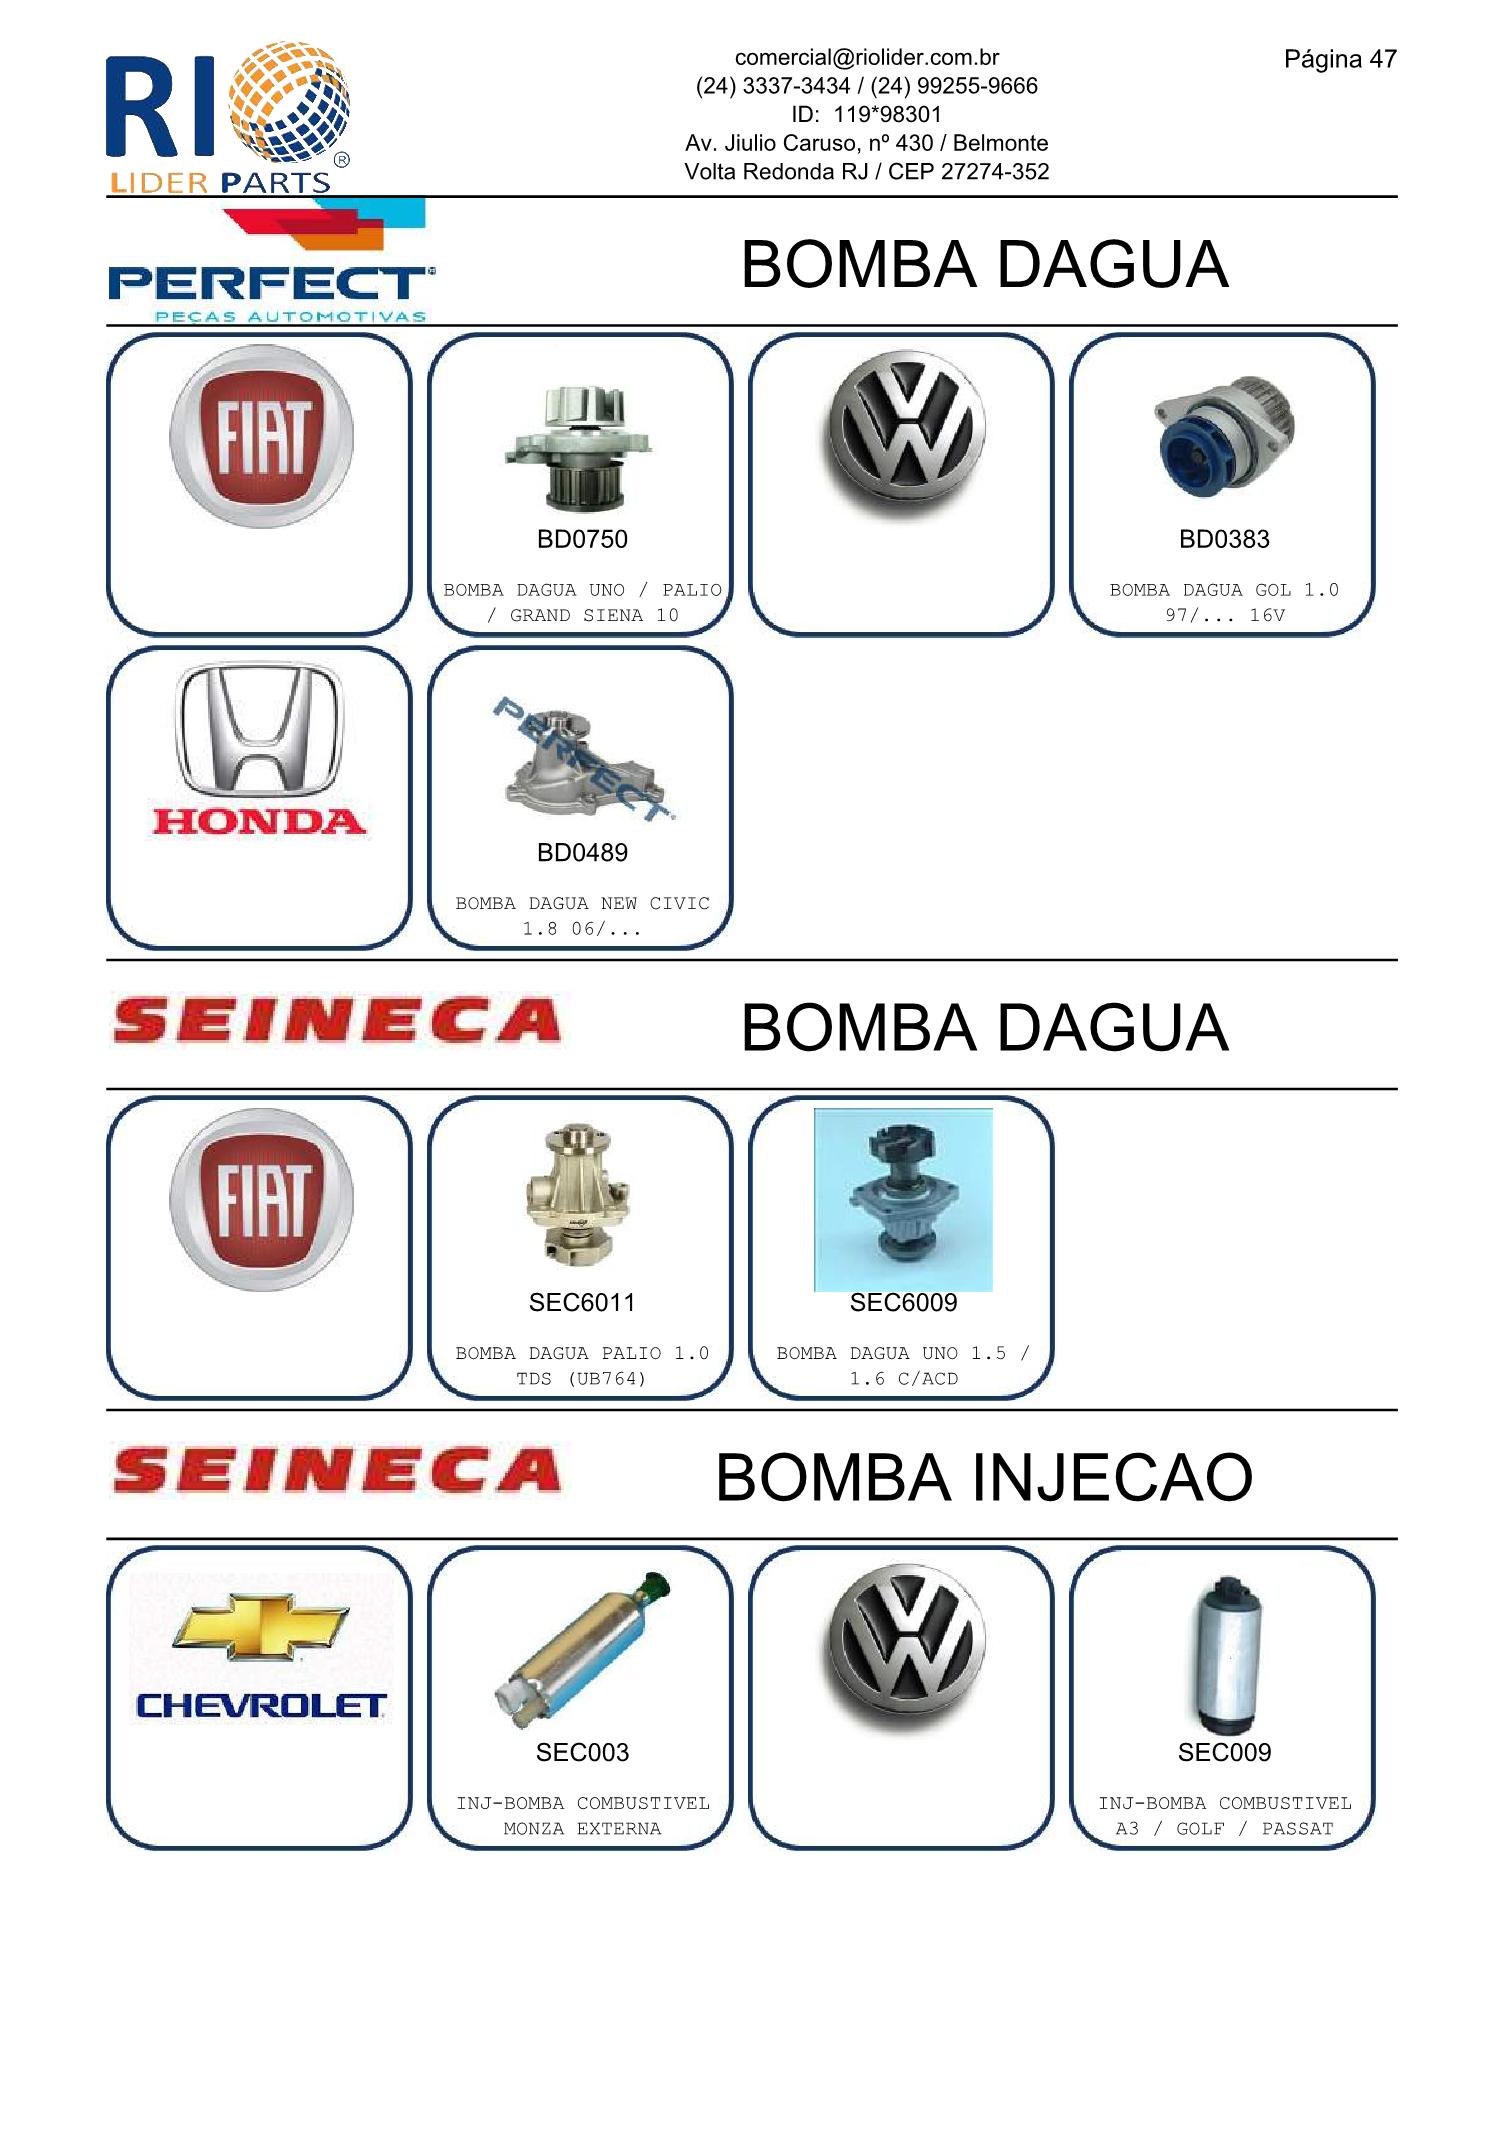 RIO
LIDER PARTS
®
comercial@riolider.com.br
(24) 3337-3434 / (24) 99255-9666
ID: 119*98301
Av. Jiulio Caruso, nº 430 / Belmonte
Volta Redonda RJ / CEP 27274-352
Página 47
PERFECT
PEÇAS AUTOMOTIVAS
BOMBA DAGUA
FIAT
BD0750
BOMBA DAGUA UNO / PALIO
/ GRAND SIENA 10
VW
BD0383
BOMBA DAGUA GOL 1.0
97/... 16V
HONDA
PERFECT
BD0489
BOMBA DAGUA NEW CIVIC
1.8 06/...
SEINECA
BOMBA DAGUA
FIAT
SEC6011
BOMBA DAGUA PALIO 1.0
TDS (UB764)
SEC6009
BOMBA DAGUA UNO 1.5 /
1.6 C/ACD
SEINECA
BOMBA INJECAO
CHEVROLET
SEC003
INJ-BOMBA COMBUSTIVEL
MONZA EXTERNA
VW
SEC009
INJ-BOMBA COMBUSTIVEL
A3 / GOLF / PASSAT